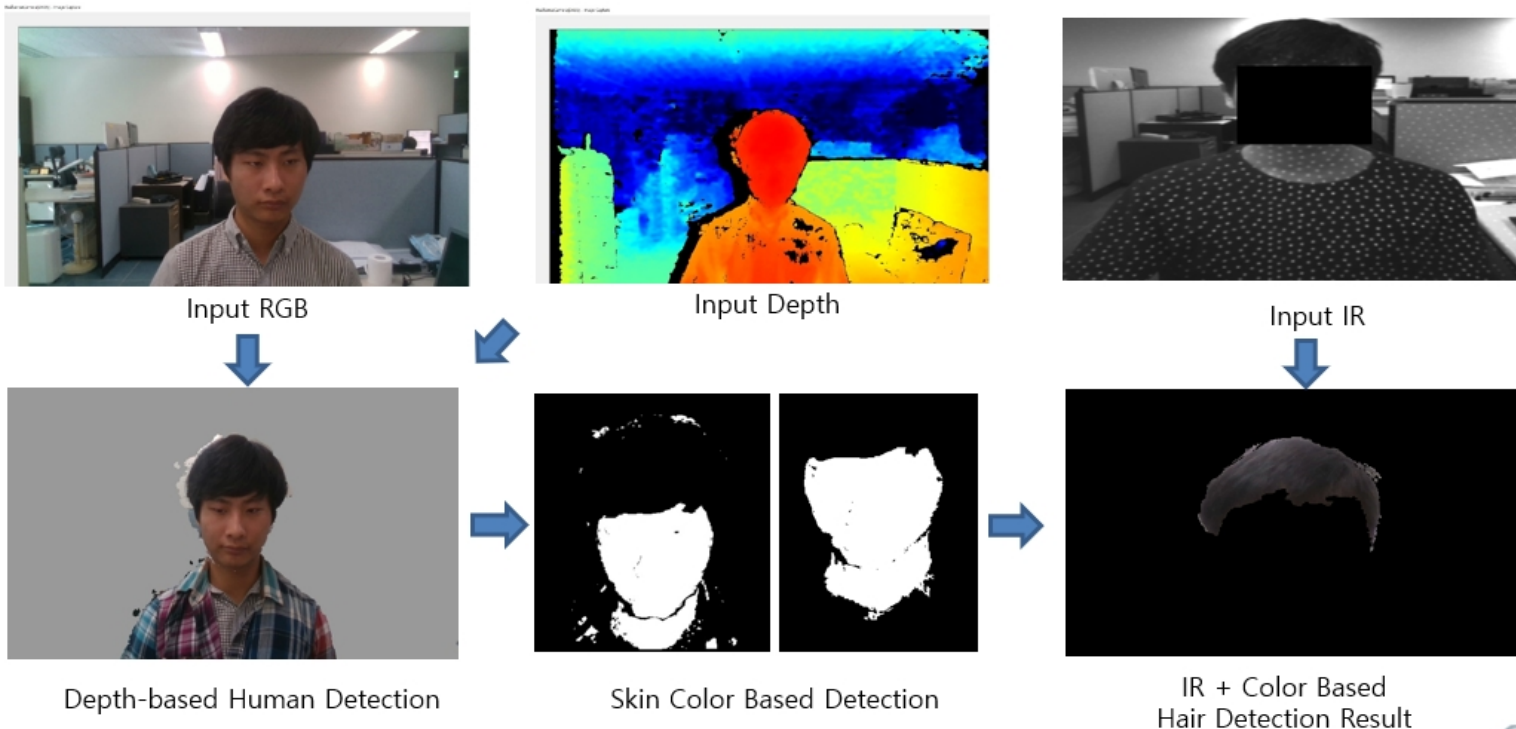 Input RGB
Input Depth
Input IR
Depth-based Human Detection
Skin Color Based Detection
IR + Color Based
Hair Detection Result